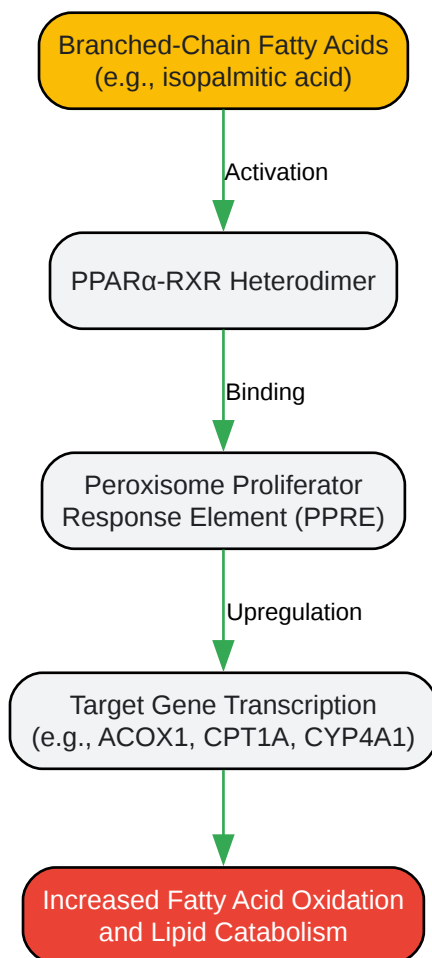 Branched-Chain Fatty Acids
(e.g., isopalmitic acid)
Activation
PPARα-RXR Heterodimer
Binding
Peroxisome Proliferator
Response Element (PPRE)
Upregulation
Target Gene Transcription
(e.g., ACOX1, CPT1A, CYP4A1)
Increased Fatty Acid Oxidation
and Lipid Catabolism